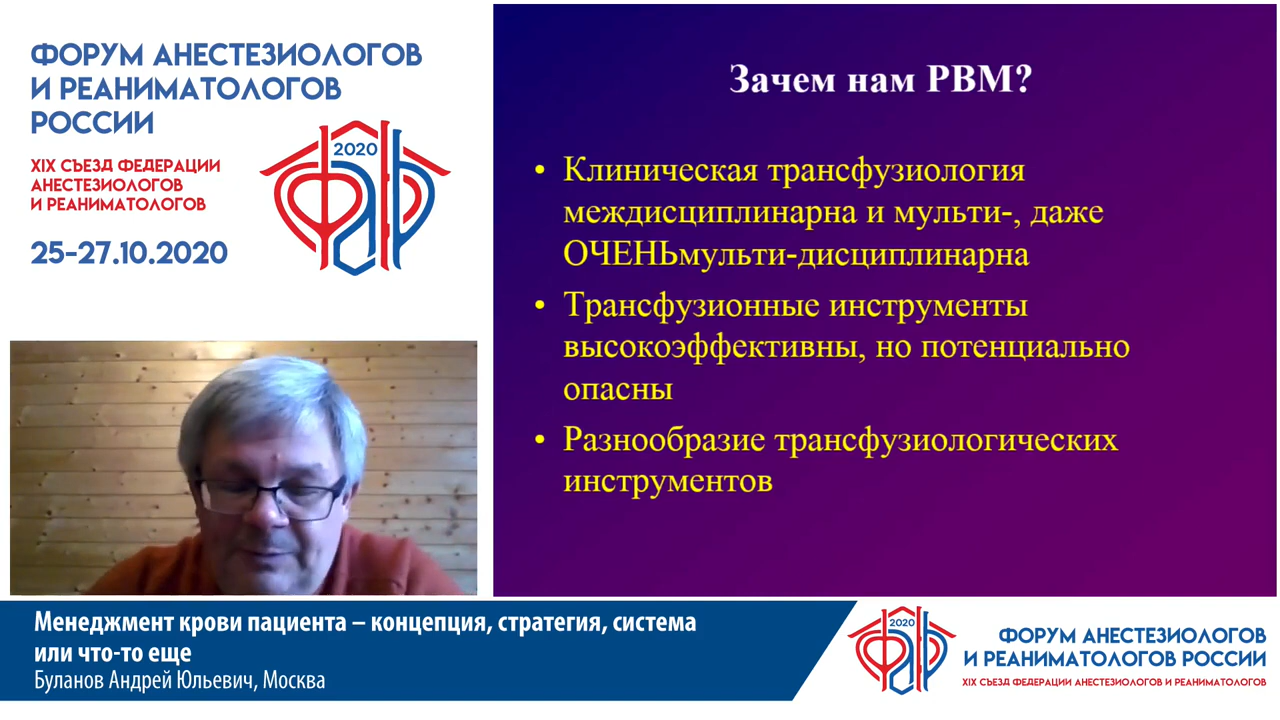 ФОРУМ АНЕСТЕЗИОЛОГОВ
И РЕАНИМАТОЛОГОВ
РОССИИ
XIX СЪЕЗД ФЕДЕРАЦИИ
АНЕСТЕЗИОЛОГОВ
И РЕАНИМАТОЛОГОВ
25-27.10.2020
2020
ФАР
Зачем нам PBM?
• Клиническая трансфузиология
междисциплинарна и мульти-, даже
ОЧЕНЬмульти-дисциплинарна
• Трансфузионные инструменты
высокоэффективны, но потенциально
опасны
• Разнообразие трансфузиологических
инструментов
Менеджмент крови пациента – концепция, стратегия, система
или что-то еще
Буланов Андрей Юльевич, Москва
2020
ФАР
ФОРУМ АНЕСТЕЗИОЛОГОВ
И РЕАНИМАТОЛОГОВ РОССИИ
XIX СЪЕЗД ФЕДЕРАЦИИ АНЕСТЕЗИОЛОГОВ И РЕАНИМАТОЛОГОВ